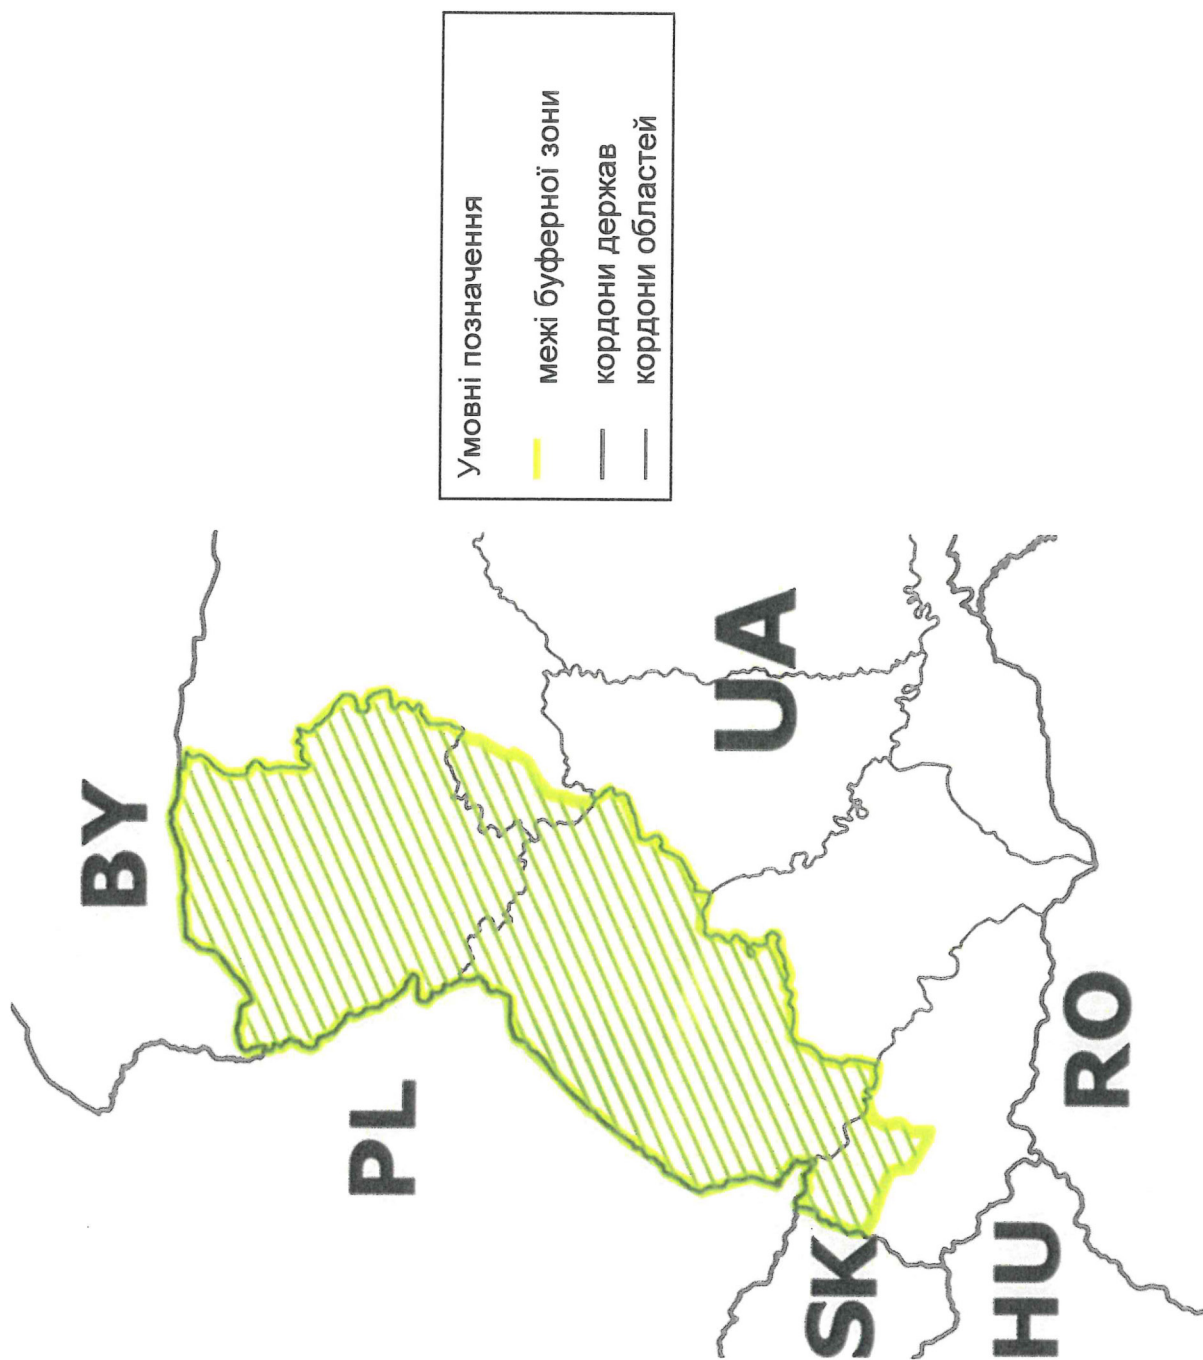 Умовні позначення
межі буферної зони
кордони держав
кордони областей
BY
PL
UA
SK
HU
RO